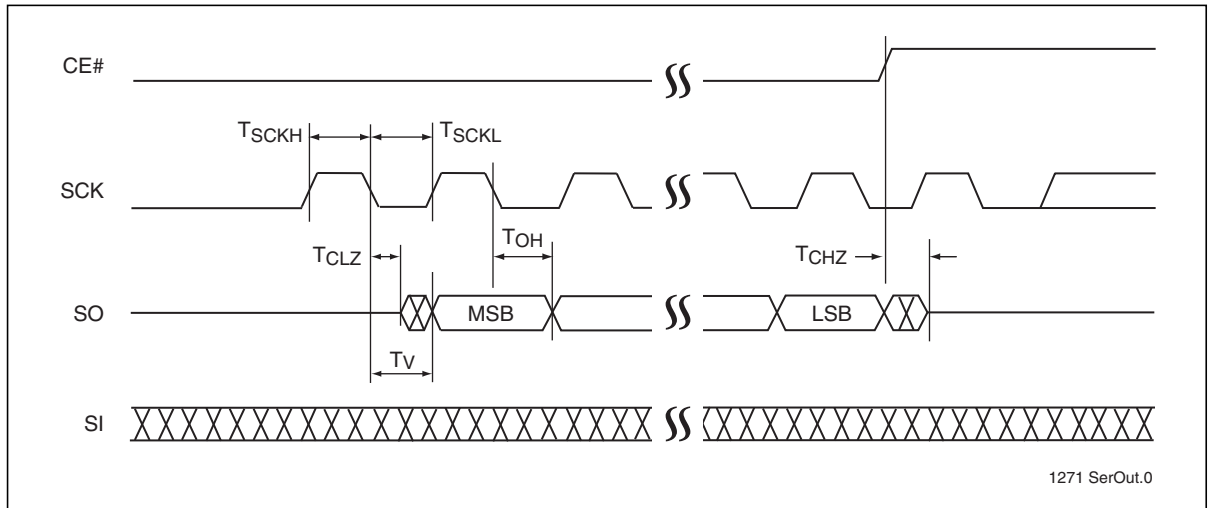 CE#
TSCKH
TSCKL
SCK
TOH
TCLZ
TCHZ
SO
MSB
LSB
TV
SI
1271 SerOut.0